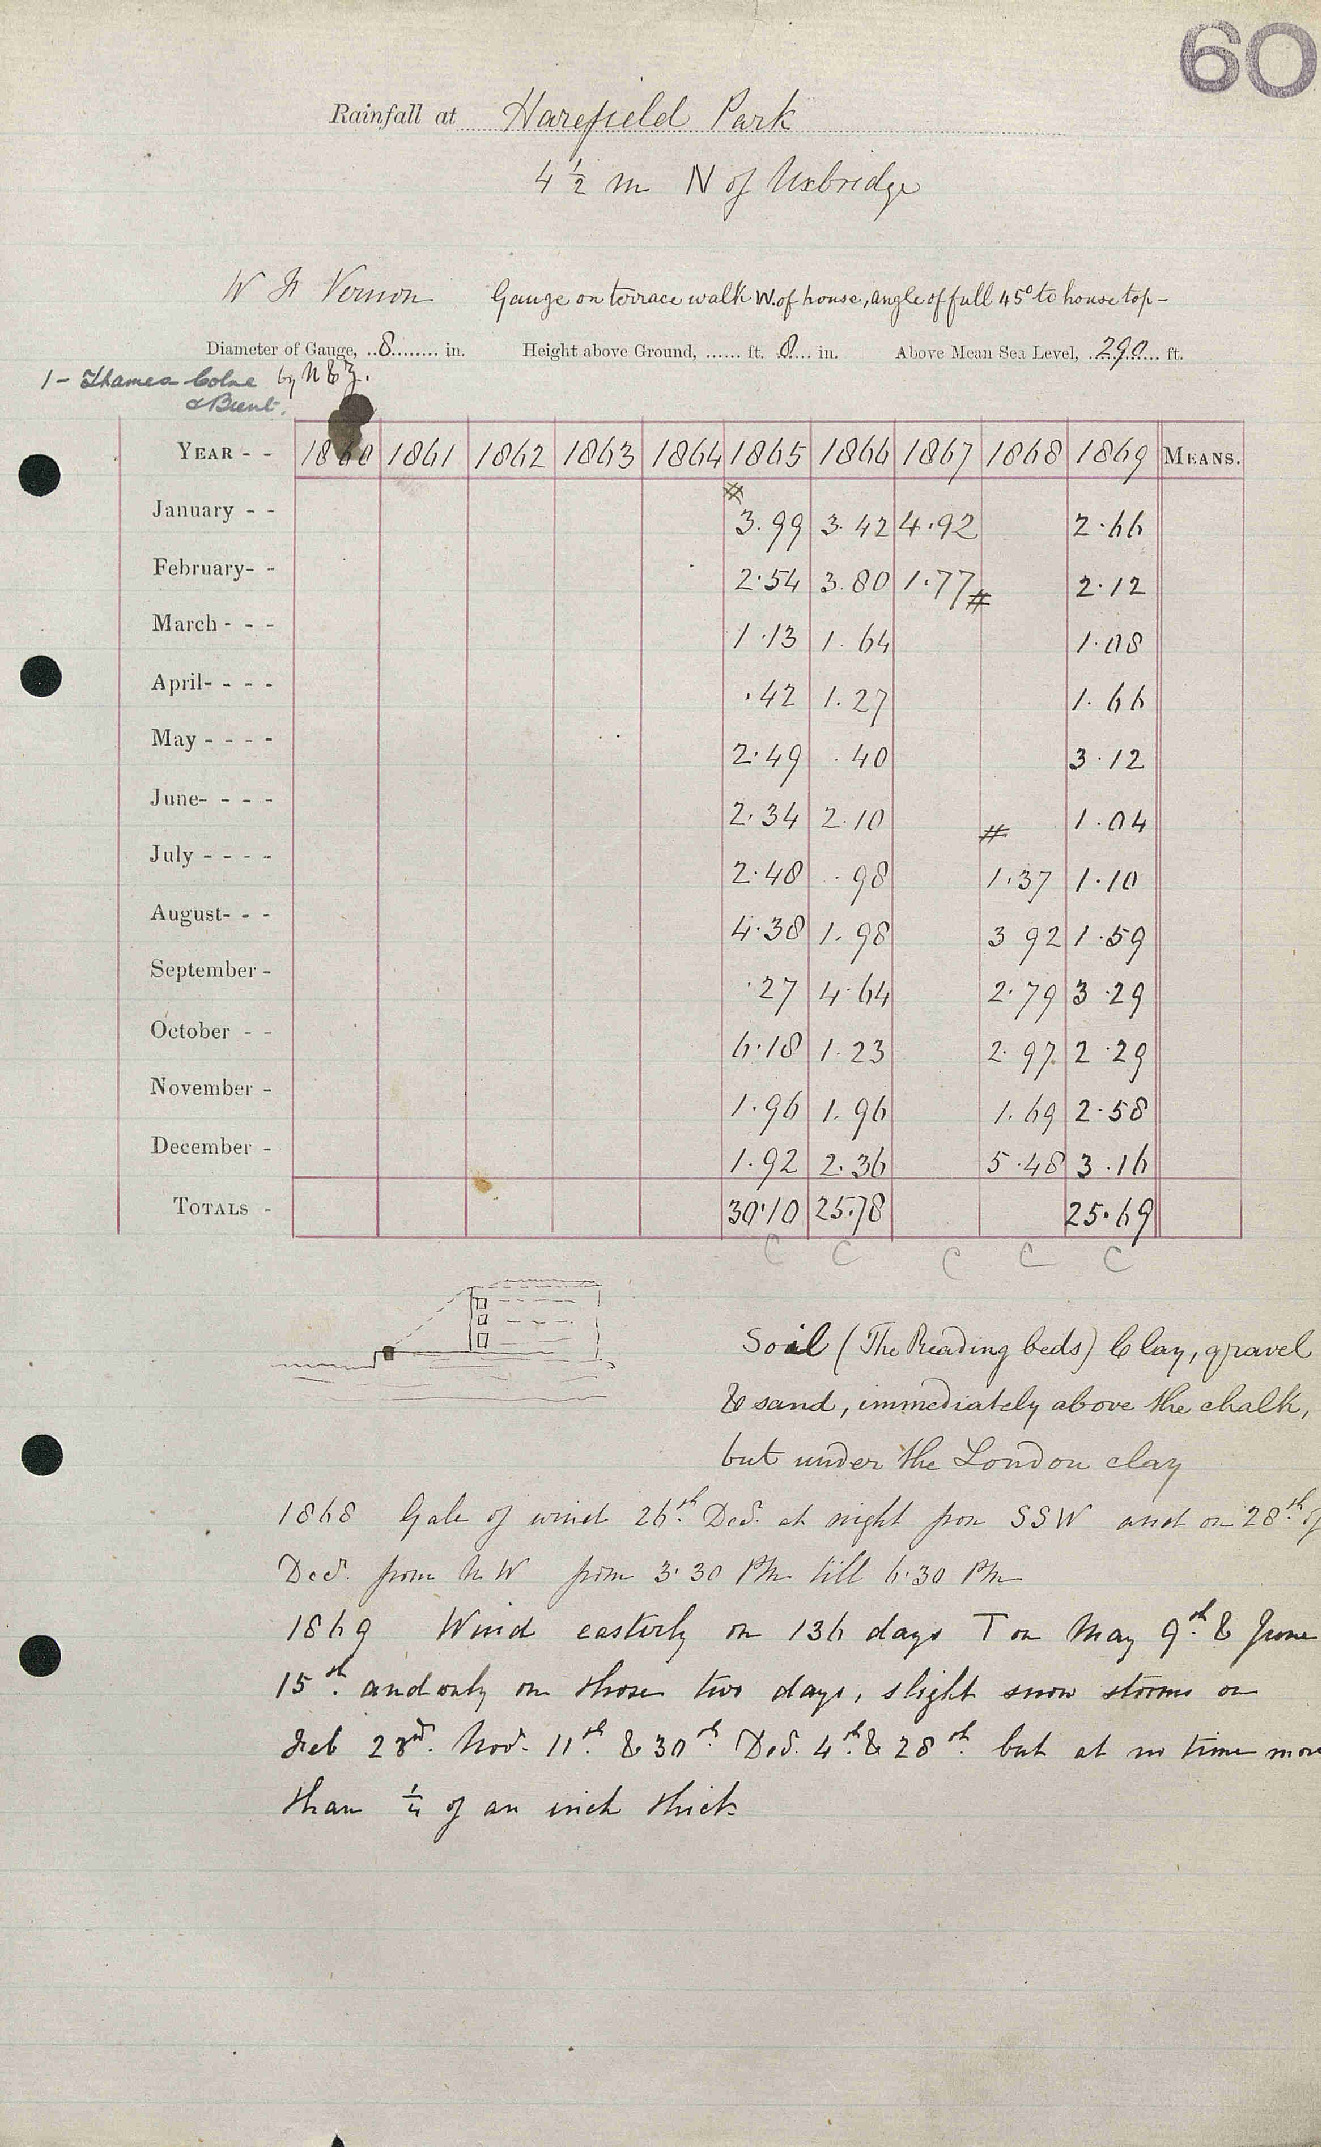 60
Rainfall at Harefield Park
4 1/2 m N of Uxbridge
W F Vernon Gauge on terrace walk W. of house, angle of full 45° to house top -
Diameter of Gauge, ..8........ in. Height above Ground, ...... ft. 0.... in. Above Mean Sea Level, ..290.... ft.
1 - Thames Colne by
& Brent.
YEAR - - 1860 1861 1862 1863 1864 1865 1866 1867 1868 1869 MEANS.
January - - # 3.99 3.42 4.92 2.66
February- - 2.54 3.80 1.77 # 2.12
March - - - 1.13 1.64 1.08
April- - - - .42 1.27 1.66
May - - - - 2.49 .40 3.12
June- - - - 2.34 2.10 # 1.04
July - - - - 2.48 .98 1.37 1.10
August- - - 4.38 1.98 3 92 1.59
September - .27 4.64 2.79 3.29
October - - 6.18 1.23 2.97 2.29
November - 1.96 1.96 1.69 2.58
December - 1.92 2.36 5.48 3.16
TOTALS - 30.10 25.78 25.69
C C C C C
Soil (The Reading beds) Clay, gravel
& sand, immediately above the chalk,
but under the London clay
1868 Gale of wind 26th. Decr. at night from SSW and on 28th. of
Decr. from NW from 3.30 PM till 6.30 PM
1869 Wind easterly on 136 days T on May 9th. & June
15th. and only on those two days, slight snow storms on
Feb 23rd. Novr. 11th. & 30th. Decr. 4th. & 28th. but at no time more
than 1/4 of an inch thick